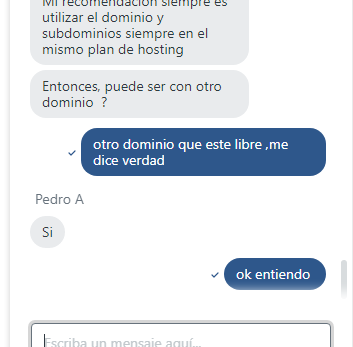 Mi recomendación siempre es
utilizar el dominio y
subdominios siempre en el
mismo plan de hosting
Entonces, puede ser con otro
dominio ?
otro dominio que este libre ,me
dice verdad
Pedro A
Si
ok entiendo
Escriba un mensaje aquí...